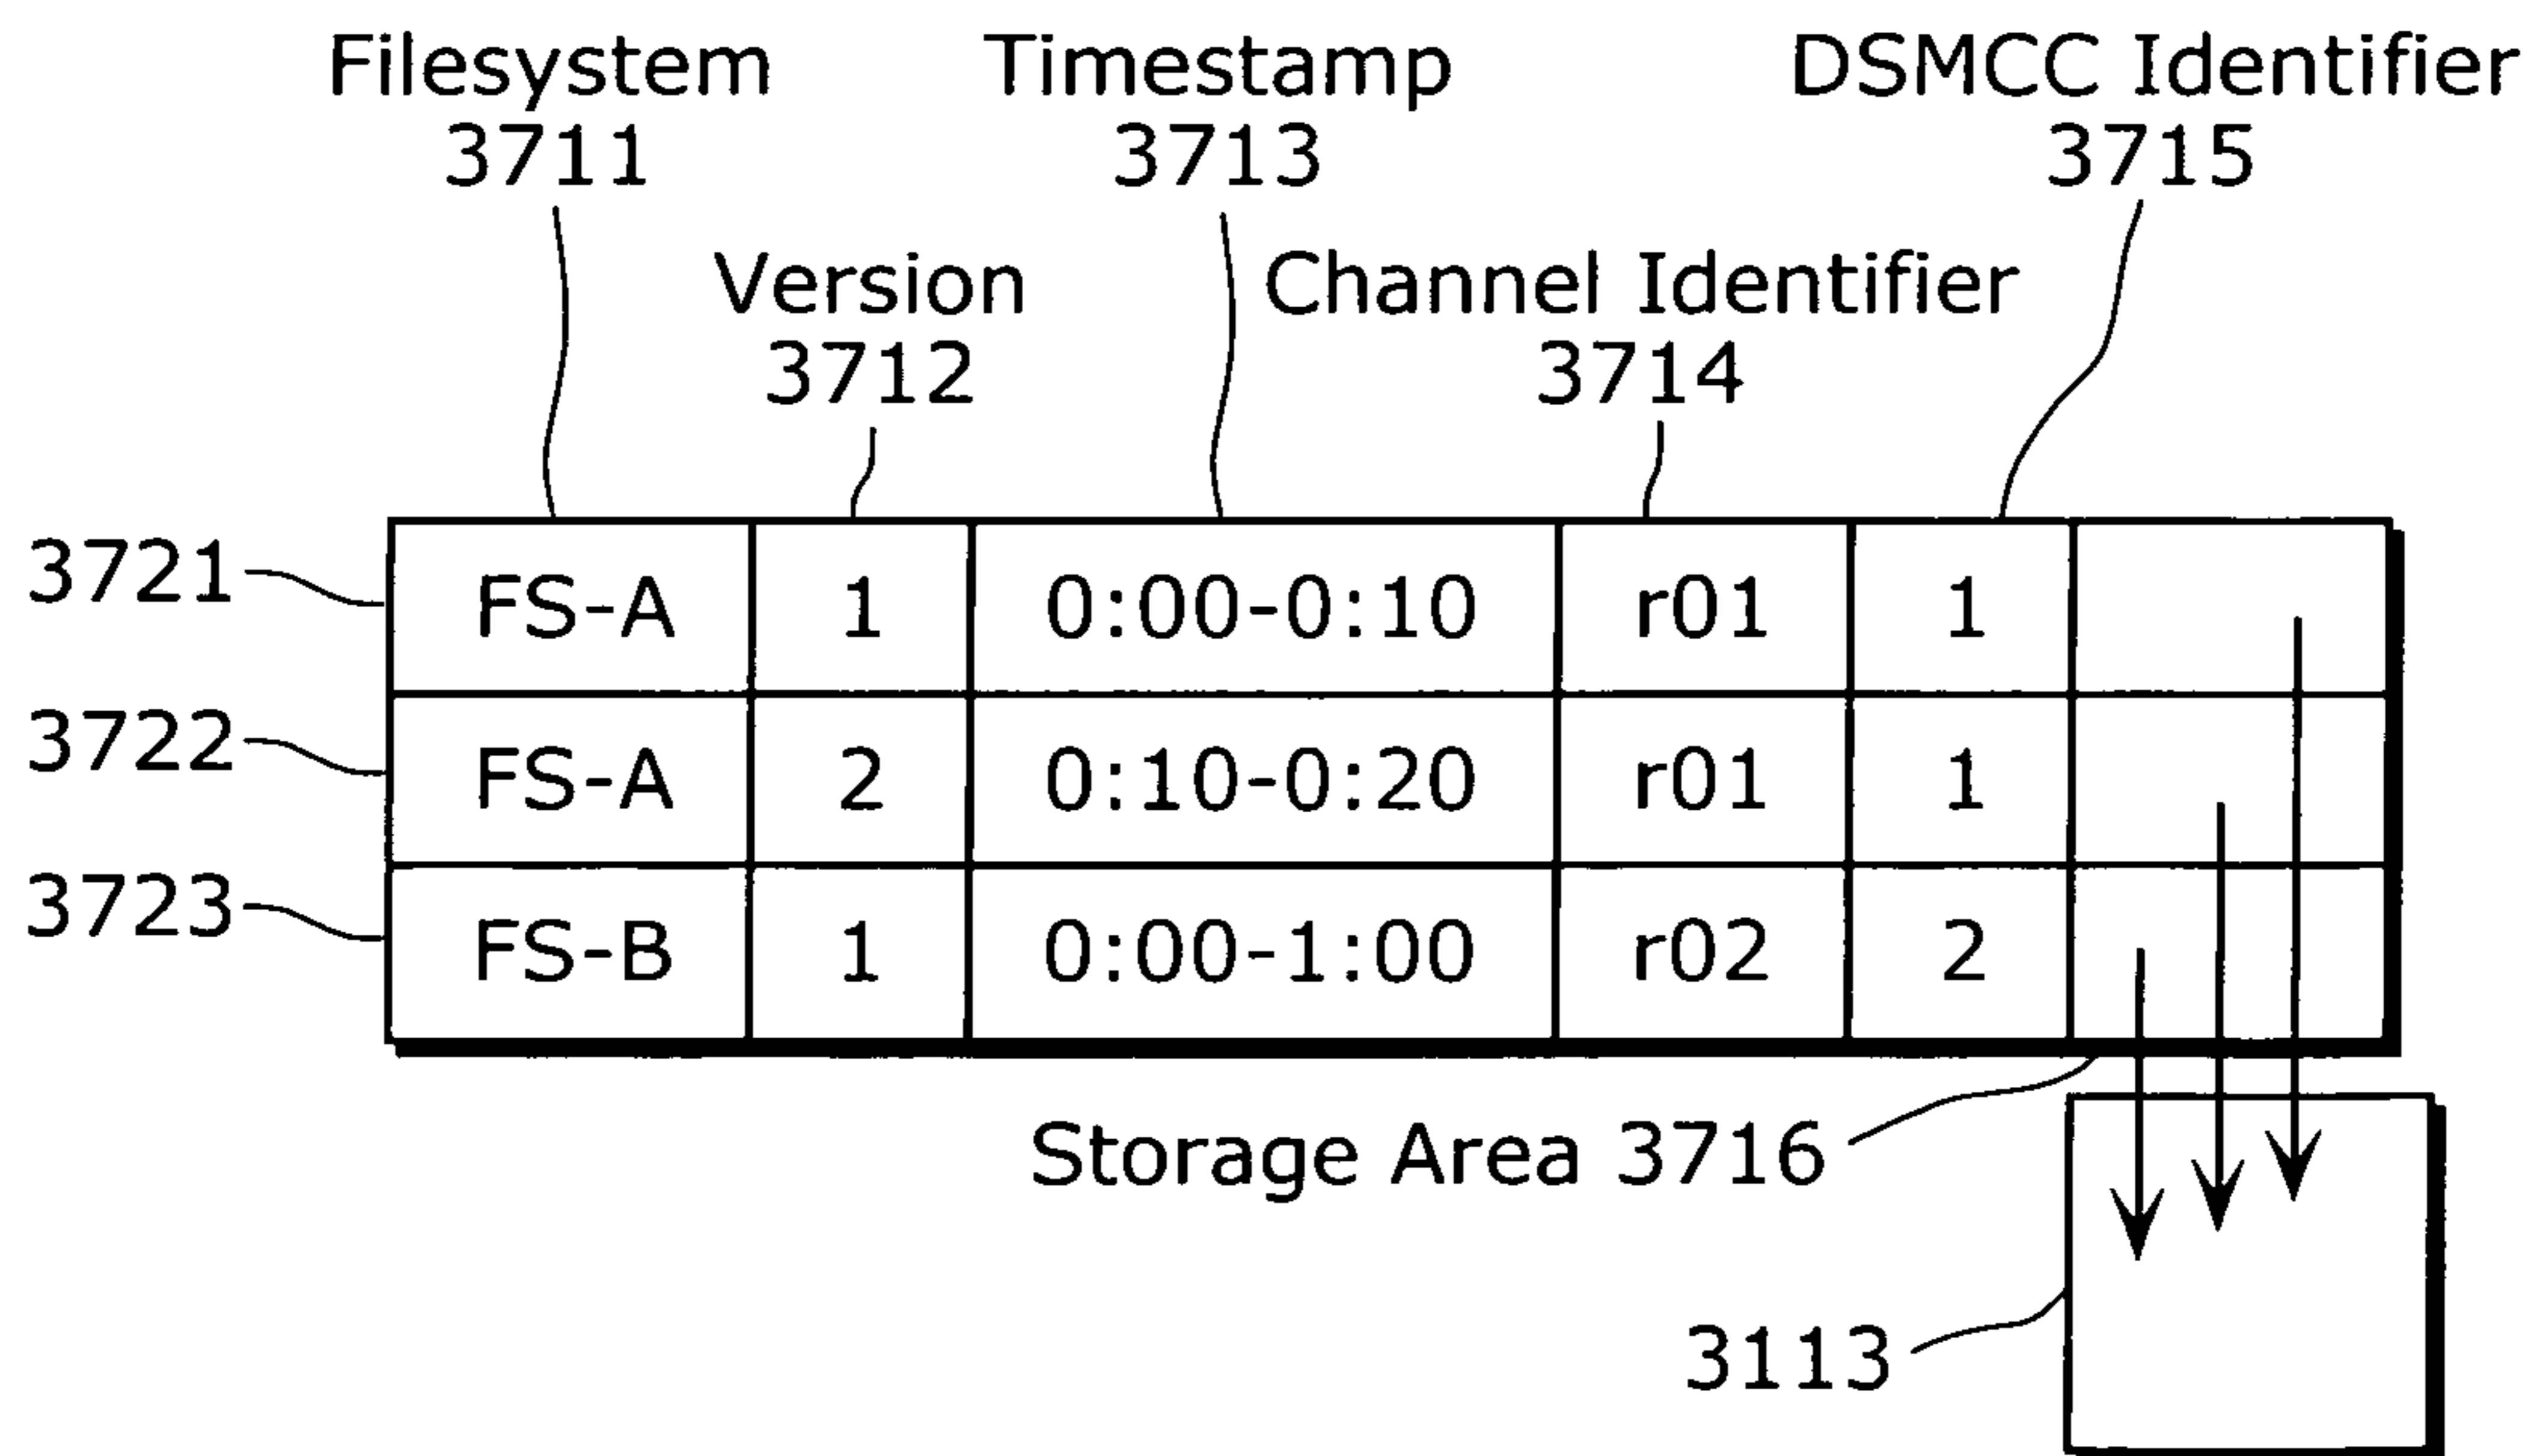 Filesystem
3711
Timestamp
3713
DSMCC Identifier
3715
Version
3712
Channel Identifier
3714
3721
FS-A 1 0:00-0:10 r01 1
3722
FS-A 2 0:10-0:20 r01 1
3723
FS-B 1 0:00-1:00 r02 2
Storage Area 3716
3113